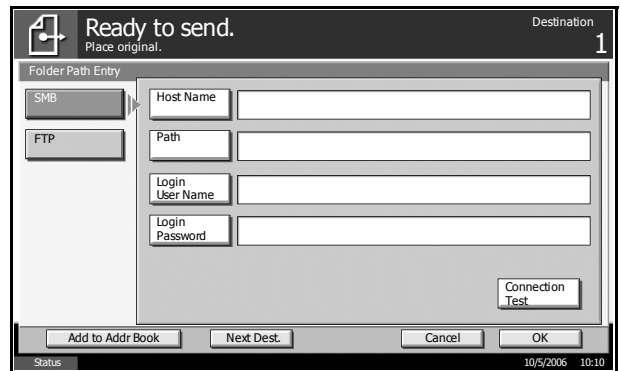 Ready to send.
Place original.
Destination
1
Folder Path Entry
SMB
FTP
Host Name
Path
Login
User Name
Login
Password
Connection
Test
Add to Addr Book
Next Dest.
Cancel
OK
Status
10/5/2006 10:10